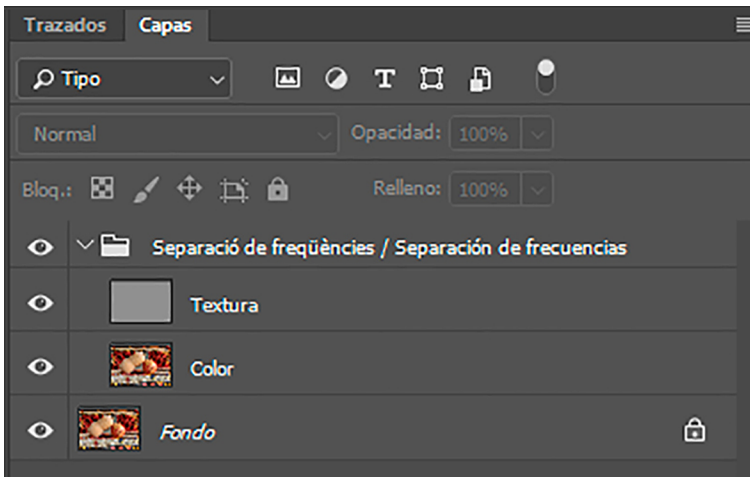 Trazados Capas
Tipo
Normal Opacidad: 100%
Bloq.: Relleno: 100%
Separació de freqüències / Separación de frecuencias
Textura
Color
Fondo